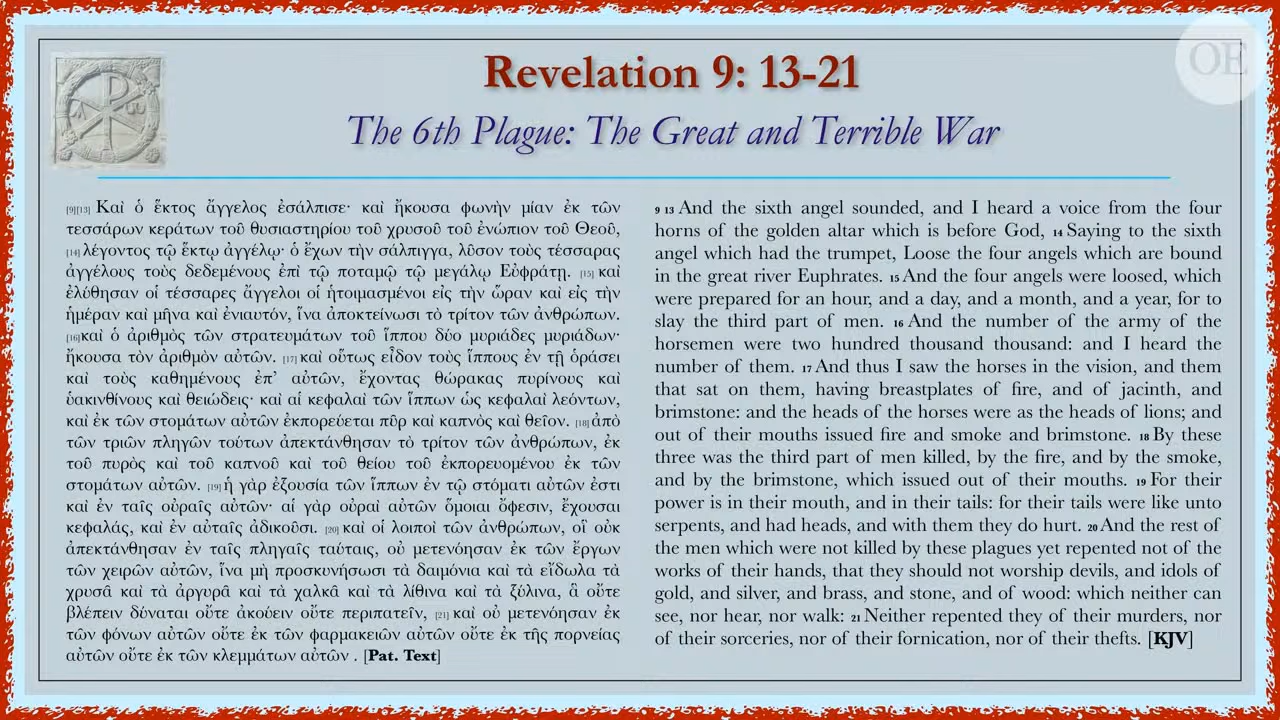 Revelation 9: 13-21
The 6th Plague: The Great and Terrible War
OE
[9][13] Καὶ ὁ ἕκτος ἄγγελος ἐσάλπισε· καὶ ἤκουσα φωνὴν μίαν ἐκ τῶν
τεσσάρων κεράτων τοῦ θυσιαστηρίου τοῦ χρυσοῦ τοῦ ἐνώπιον τοῦ Θεοῦ,
[14] λέγοντος τῷ ἕκτῳ ἀγγέλῳ· ὁ ἔχων τὴν σάλπιγγα, λῦσον τοὺς τέσσαρας
ἀγγέλους τοὺς δεδεμένους ἐπὶ τῷ ποταμῷ τῷ μεγάλῳ Εὐφράτῃ. [15] καὶ
ἐλύθησαν οἱ τέσσαρες ἄγγελοι οἱ ἡτοιμασμένοι εἰς τὴν ὥραν καὶ εἰς τὴν
ἡμέραν καὶ μῆνα καὶ ἐνιαυτόν, ἵνα ἀποκτείνωσι τὸ τρίτον τῶν ἀνθρώπων.
[16]καὶ ὁ ἀριθμὸς τῶν στρατευμάτων τοῦ ἵππου δύο μυριάδες μυριάδων·
ἤκουσα τὸν ἀριθμὸν αὐτῶν. [17] καὶ οὕτως εἶδον τοὺς ἵππους ἐν τῇ ὁράσει
καὶ τοὺς καθημένους ἐπ’ αὐτῶν, ἔχοντας θώρακας πυρίνους καὶ
ὑακινθίνους καὶ θειώδεις· καὶ αἱ κεφαλαὶ τῶν ἵππων ὡς κεφαλαὶ λεόντων,
καὶ ἐκ τῶν στομάτων αὐτῶν ἐκπορεύεται πῦρ καὶ καπνὸς καὶ θεῖον. [18] ἀπὸ
τῶν τριῶν πληγῶν τούτων ἀπεκτάνθησαν τὸ τρίτον τῶν ἀνθρώπων, ἐκ
τοῦ πυρὸς καὶ τοῦ καπνοῦ καὶ τοῦ θείου τοῦ ἐκπορευομένου ἐκ τῶν
στομάτων αὐτῶν. [19] ἡ γὰρ ἐξουσία τῶν ἵππων ἐν τῷ στόματι αὐτῶν ἐστι
καὶ ἐν ταῖς οὐραῖς αὐτῶν· αἱ γὰρ οὐραὶ αὐτῶν ὅμοιαι ὄφεσιν, ἔχουσαι
κεφαλάς, καὶ ἐν αὐταῖς ἀδικοῦσι. [20] καὶ οἱ λοιποὶ τῶν ἀνθρώπων, οἳ οὐκ
ἀπεκτάνθησαν ἐν ταῖς πληγαῖς ταύταις, οὐ μετενόησαν ἐκ τῶν ἔργων
τῶν χειρῶν αὐτῶν, ἵνα μὴ προσκυνήσωσι τὰ δαιμόνια καὶ τὰ εἴδωλα τὰ
χρυσᾶ καὶ τὰ ἀργυρᾶ καὶ τὰ χαλκᾶ καὶ τὰ λίθινα καὶ τὰ ξύλινα, ἃ οὔτε
βλέπειν δύναται οὔτε ἀκούειν οὔτε περιπατεῖν, [21] καὶ οὐ μετενόησαν ἐκ
τῶν φόνων αὐτῶν οὔτε ἐκ τῶν φαρμακειῶν αὐτῶν οὔτε ἐκ τῆς πορνείας
αὐτῶν οὔτε ἐκ τῶν κλεμμάτων αὐτῶν . [Pat. Text]
9 13 And the sixth angel sounded, and I heard a voice from the four
horns of the golden altar which is before God, 14 Saying to the sixth
angel which had the trumpet, Loose the four angels which are bound
in the great river Euphrates. 15 And the four angels were loosed, which
were prepared for an hour, and a day, and a month, and a year, for to
slay the third part of men. 16 And the number of the army of the
horsemen were two hundred thousand thousand: and I heard the
number of them. 17 And thus I saw the horses in the vision, and them
that sat on them, having breastplates of fire, and of jacinth, and
brimstone: and the heads of the horses were as the heads of lions; and
out of their mouths issued fire and smoke and brimstone. 18 By these
three was the third part of men killed, by the fire, and by the smoke,
and by the brimstone, which issued out of their mouths. 19 For their
power is in their mouth, and in their tails: for their tails were like unto
serpents, and had heads, and with them they do hurt. 20 And the rest of
the men which were not killed by these plagues yet repented not of the
works of their hands, that they should not worship devils, and idols of
gold, and silver, and brass, and stone, and of wood: which neither can
see, nor hear, nor walk: 21 Neither repented they of their murders, nor
of their sorceries, nor of their fornication, nor of their thefts. [KJV]